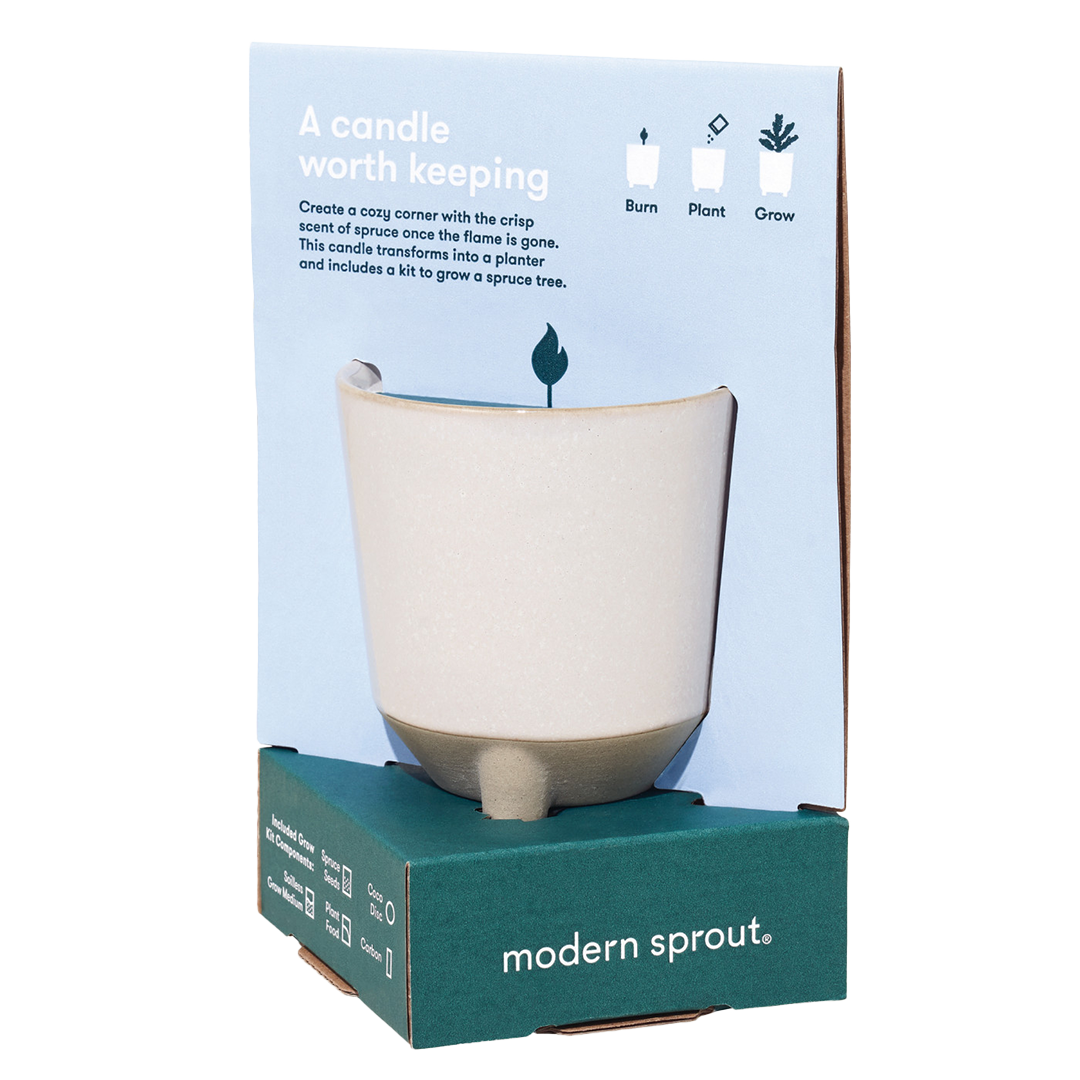 A candle
worth keeping
Create a cozy corner with the crisp
scent of spruce once the flame is gone.
This candle transforms into a planter
and includes a kit to grow a spruce tree.
Burn
Plant
Grow
Included Grow
Kit Components:
Spruce
Seeds
Coco
Disc
Soilless
Grow Medium
Plant
Food
Carbon
modern sprout®